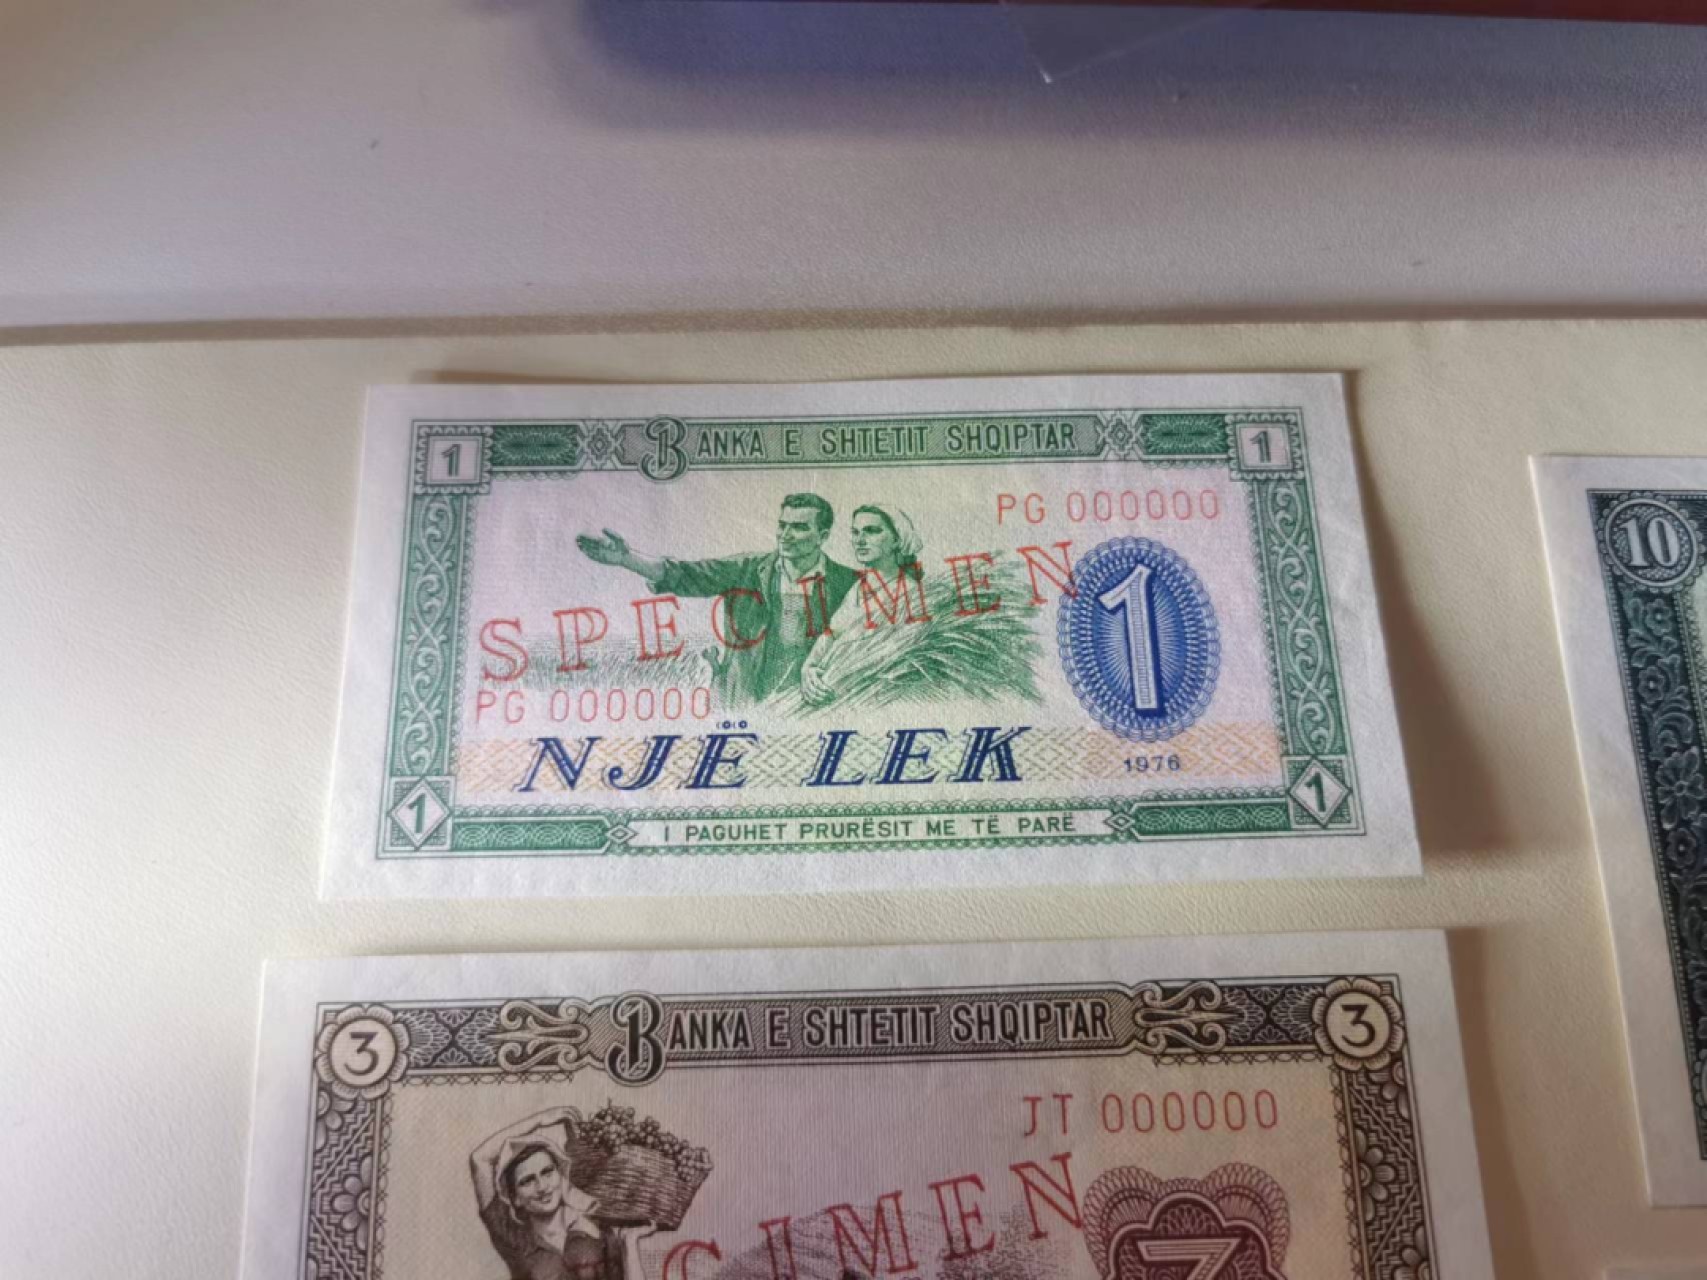 1 BANKA E SHTETIT SHQIPTAR 1
PG 000000
SPECIMEN
1
PG 000000
NJË LEK
1976
1 I PAGUHET PRURËSIT ME TË PARË 1
10
3 BANKA E SHTETIT SHQIPTAR 3
JT 000000
CIMEN
3